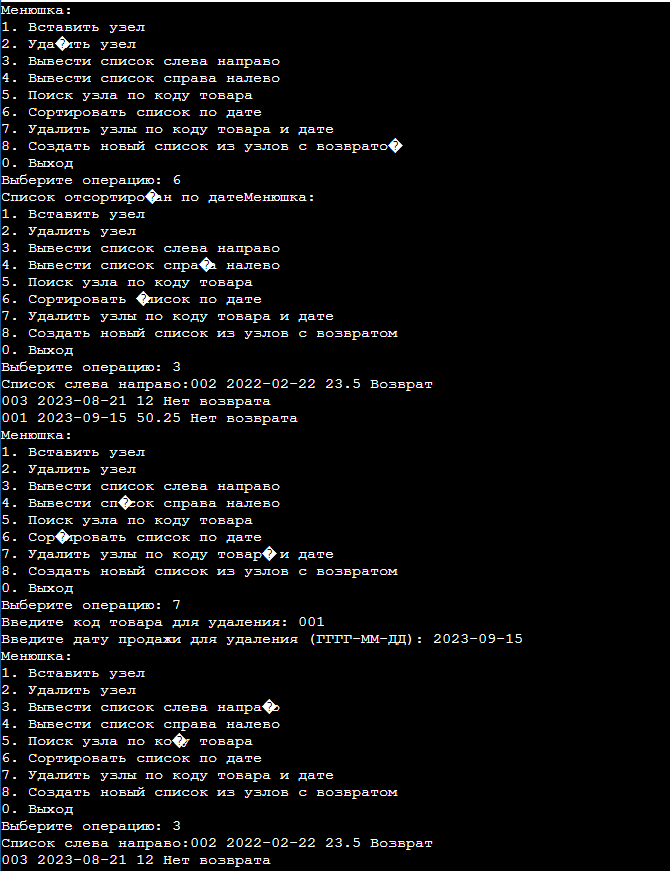 Менюшка:
1. Вставить узел
2. Уда�ить узел
3. Вывести список слева направо
4. Вывести список справа налево
5. Поиск узла по коду товара
6. Сортировать список по дате
7. Удалить узлы по коду товара и дате
8. Создать новый список из узлов с возврато�
0. Выход
Выберите операцию: 6
Список отсортиро�ан по датеМенюшка:
1. Вставить узел
2. Удалить узел
3. Вывести список слева направо
4. Вывести список спра�а налево
5. Поиск узла по коду товара
6. Сортировать �писок по дате
7. Удалить узлы по коду товара и дате
8. Создать новый список из узлов с возвратом
0. Выход
Выберите операцию: 3
Список слева направо:002 2022-02-22 23.5 Возврат
003 2023-08-21 12 Нет возврата
001 2023-09-15 50.25 Нет возврата
Менюшка:
1. Вставить узел
2. Удалить узел
3. Вывести список слева направо
4. Вывести сп�сок справа налево
5. Поиск узла по коду товара
6. Сор�ировать список по дате
7. Удалить узлы по коду товар� и дате
8. Создать новый список из узлов с возвратом
0. Выход
Выберите операцию: 7
Введите код товара для удаления: 001
Введите дату продажи для удаления (ГГГГ-ММ-ДД): 2023-09-15
Менюшка:
1. Вставить узел
2. Удалить узел
3. Вывести список слева напра�о
4. Вывести список справа налево
5. Поиск узла по ко�у товара
6. Сортировать список по дате
7. Удалить узлы по коду товара и дате
8. Создать новый список из узлов с возвратом
0. Выход
Выберите операцию: 3
Список слева направо:002 2022-02-22 23.5 Возврат
003 2023-08-21 12 Нет возврата